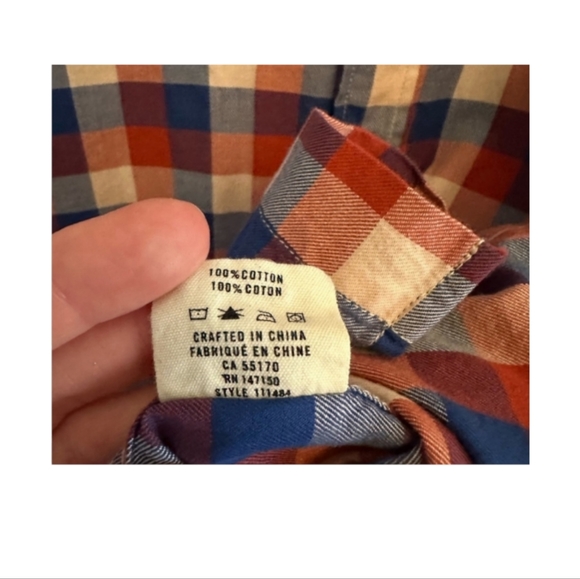 100% COTTON
100% COTON
CRAFTED IN CHINA
FABRIQUÉ EN CHINE
CA 55170
RN 147150
STYLE 111484